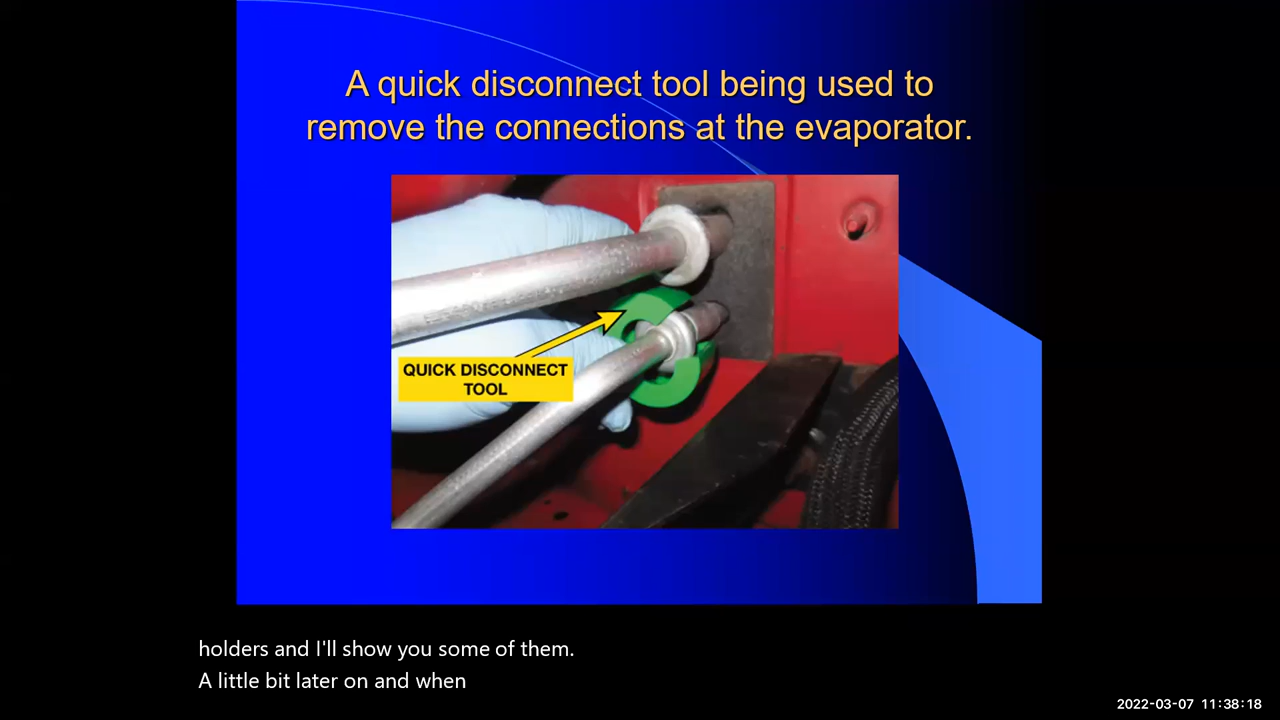 A quick disconnect tool being used to
remove the connections at the evaporator.
QUICK DISCONNECT
TOOL
holders and I'll show you some of them.
A little bit later on and when
2022-03-07 11:38:18